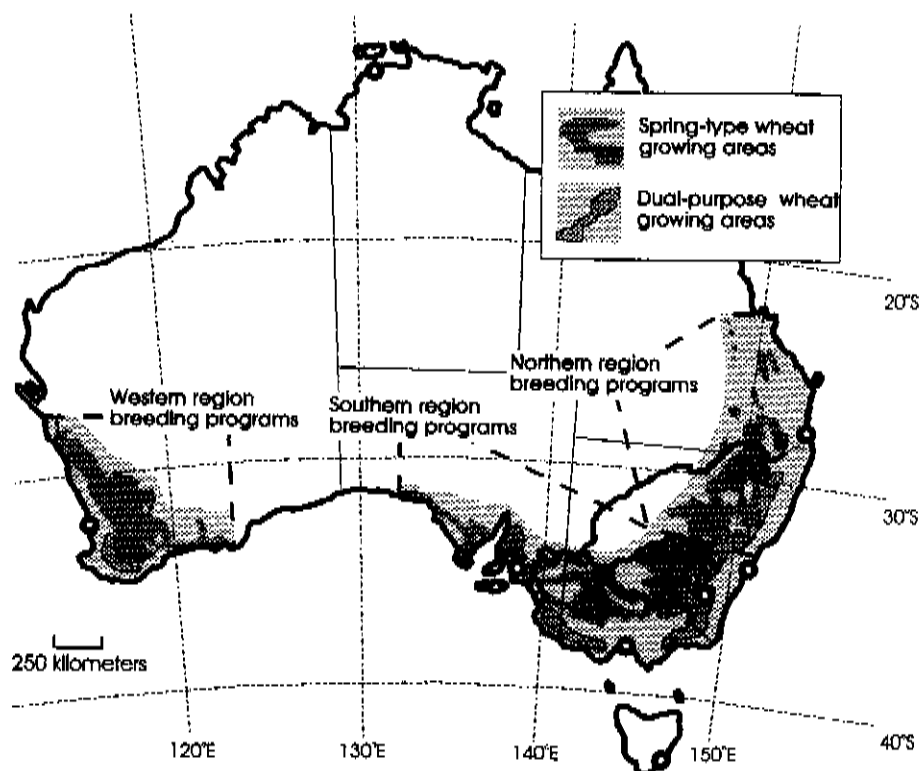 Spring-type wheat
growing areas
Dual-purpose wheat
growing areas
20°S
Northern region
breeding programs
Western region
breeding programs
Southern region
breeding programs
30°S
250 kilometers
120°E
130°E
140°E
150°E
40°S